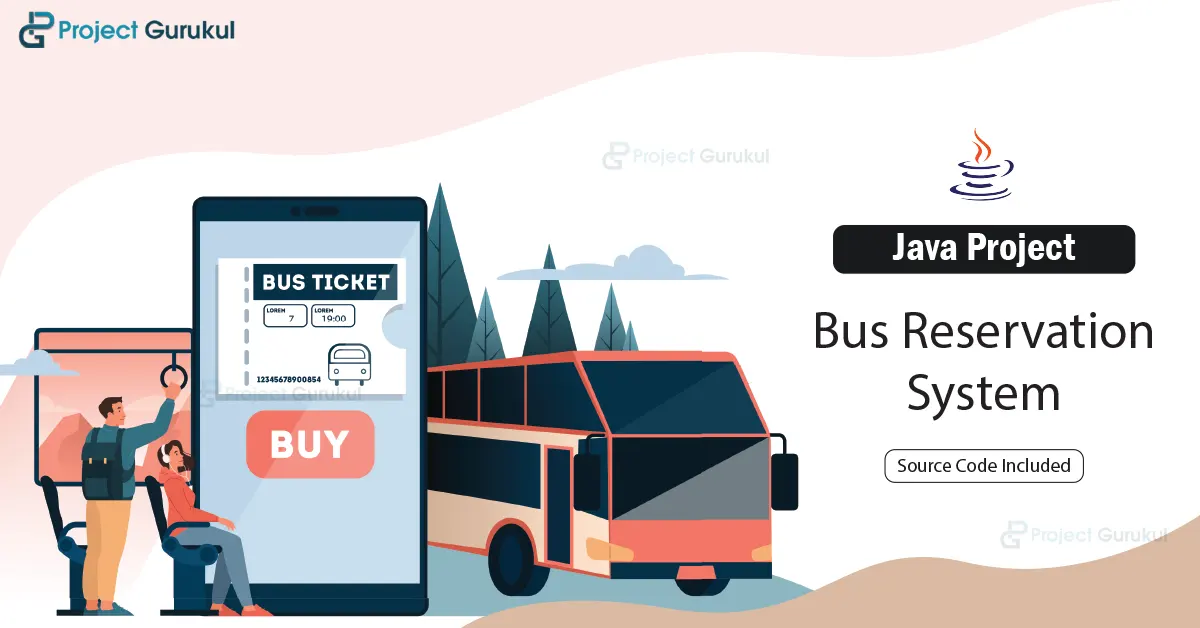 Project Gurukul
Project Gurukul
BUS TICKET
LOREM
7
LOREM
19:00
12345678900854
Project Gurukul
BUY
Java Project
Bus Reservation
System
Source Code Included
Project Gurukul